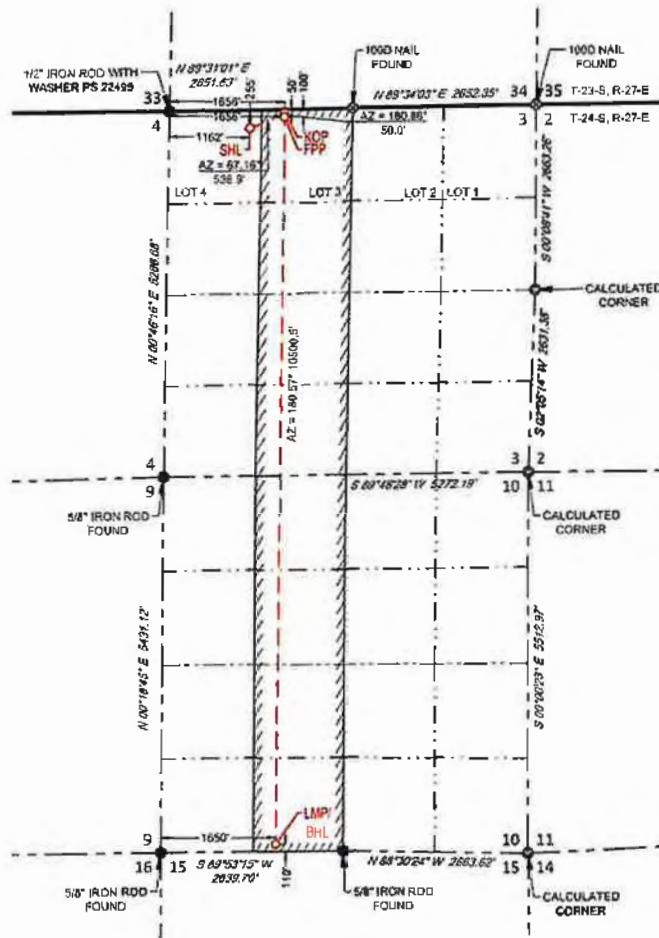 100D NAIL
FOUND
100D NAIL
FOUND
1/2" IRON ROD WITH
WASHER PS 22499
N 89°31'01" E
2651.63'
N 89°34'03" E 2652.35'
33
34
35
T-23-S, R-27-E
4
3
2
T-24-S, R-27-E
1656'
1656'
1162'
255'
50'
100'
KOP
FPP
SHL
AZ = 180.86°
50.0'
AZ = 67.16°
536.9'
LOT 4
LOT 3
LOT 2
LOT 1
CALCULATED
CORNER
AZ = 180.57° 10500.5'
4
9
3
2
10
11
S 89°46'28" W 5272.19'
5/8" IRON ROD
FOUND
CALCULATED
CORNER
N 00°18'45" E 5431.12'
S 00°00'23" E 5512.97'
LMP/
BHL
1650'
110'
9
16
15
10
11
15
14
S 89°53'15" W
2639.70'
N 88°30'24" W 2663.62'
5/8" IRON ROD
FOUND
5/8" IRON ROD
FOUND
CALCULATED
CORNER